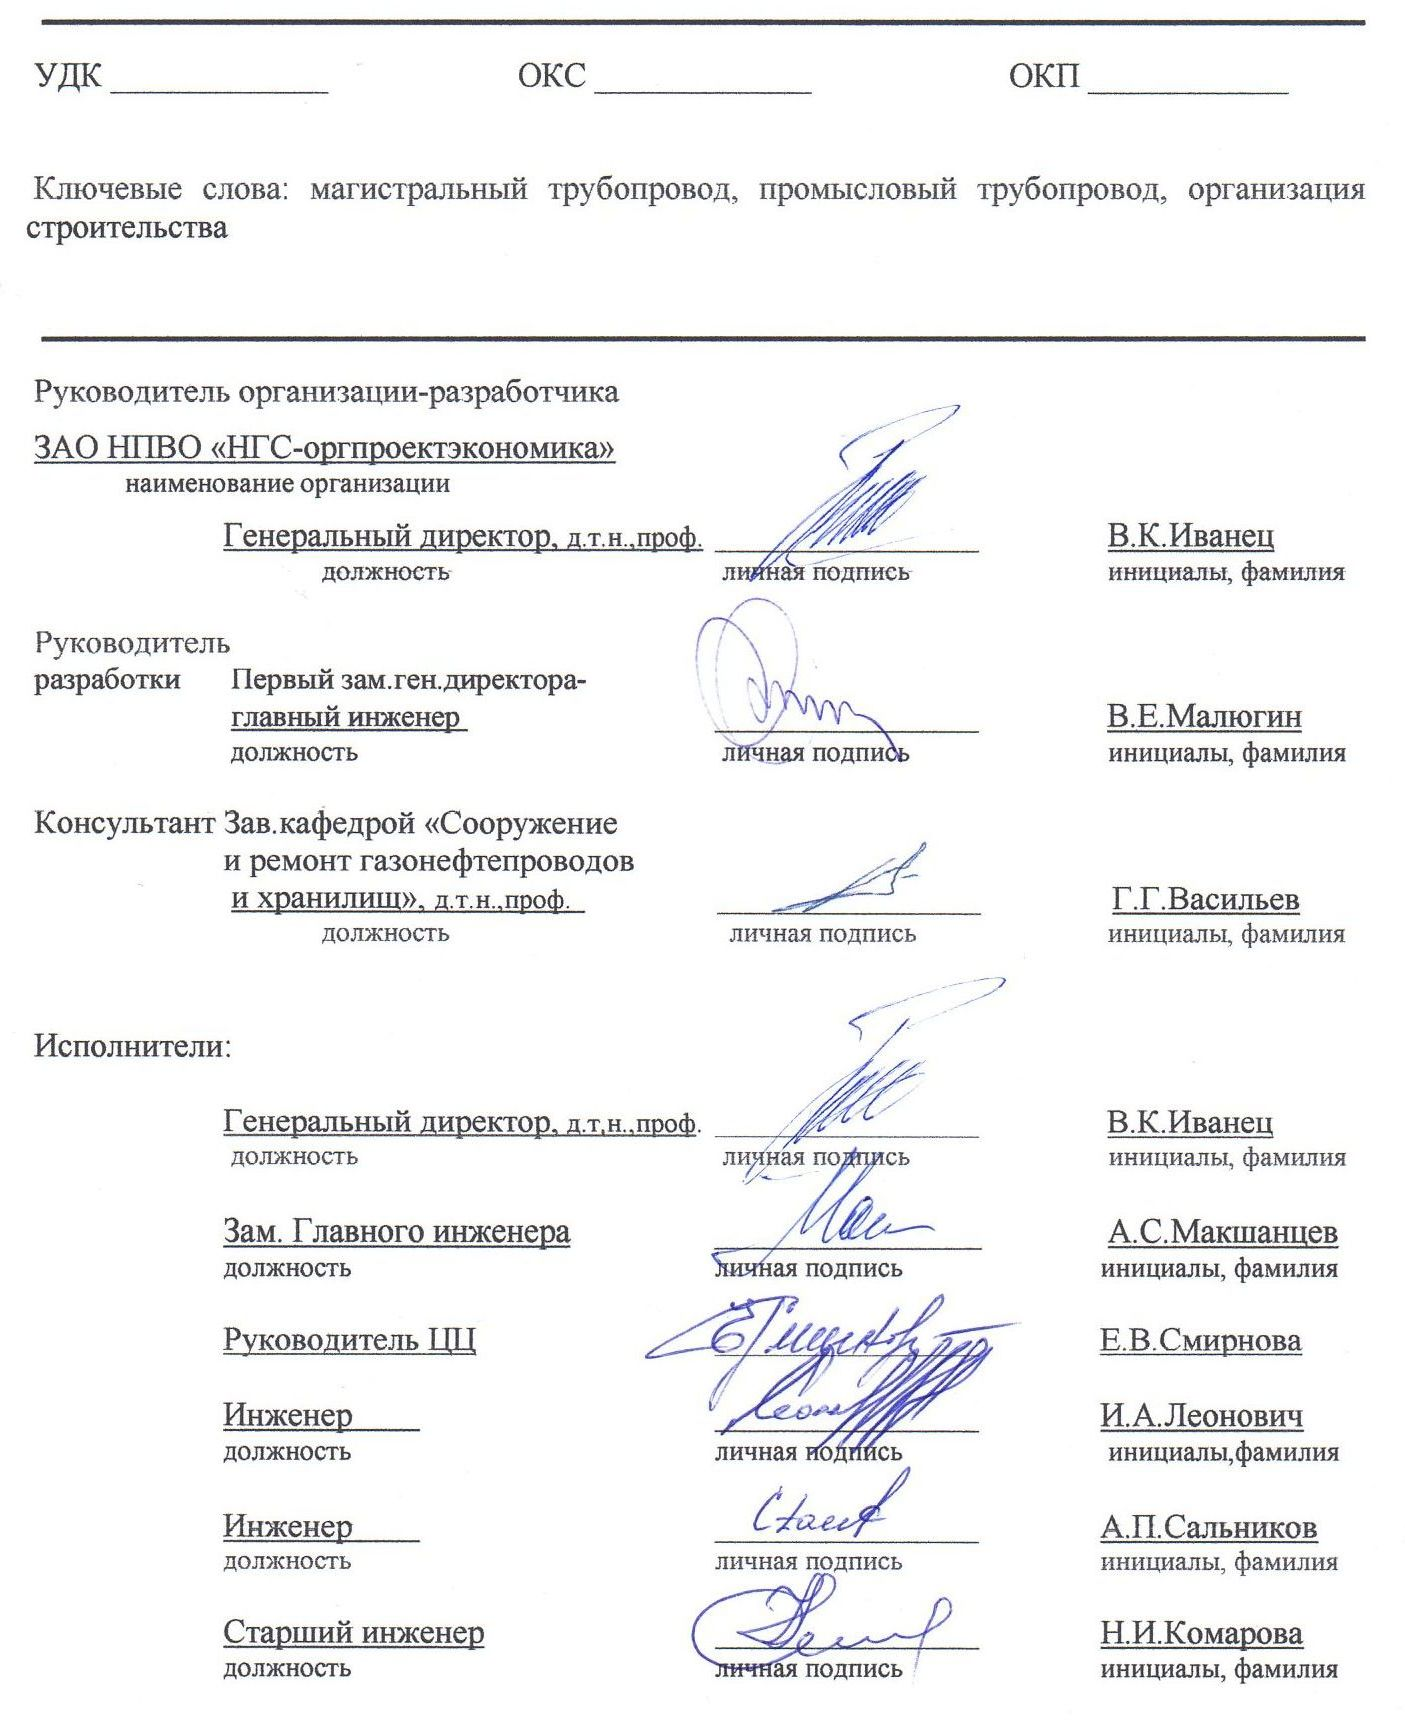 УДК _____________ ОКС _____________ ОКП ____________
Ключевые слова: магистральный трубопровод, промысловый трубопровод, организация
строительства
Руководитель организации-разработчика
ЗАО НПВО «НГС-оргпроектэкономика»
наименование организации
Генеральный директор, д.т.н.,проф. В.К.Иванец
должность личная подпись инициалы, фамилия
Руководитель
разработки Первый зам.ген.директора-
главный инженер В.Е.Малюгин
должность личная подпись инициалы, фамилия
Консультант Зав.кафедрой «Сооружение
и ремонт газонефтепроводов
и хранилищ», д.т.н.,проф. Г.Г.Васильев
должность личная подпись инициалы, фамилия
Исполнители:
Генеральный директор, д.т.н.,проф. В.К.Иванец
должность личная подпись инициалы, фамилия
Зам. Главного инженера А.С.Макшанцев
должность личная подпись инициалы, фамилия
Руководитель ЦЦ Е.В.Смирнова
Инженер И.А.Леонович
должность личная подпись инициалы,фамилия
Инженер А.П.Сальников
должность личная подпись инициалы, фамилия
Старший инженер Н.И.Комарова
должность личная подпись инициалы, фамилия